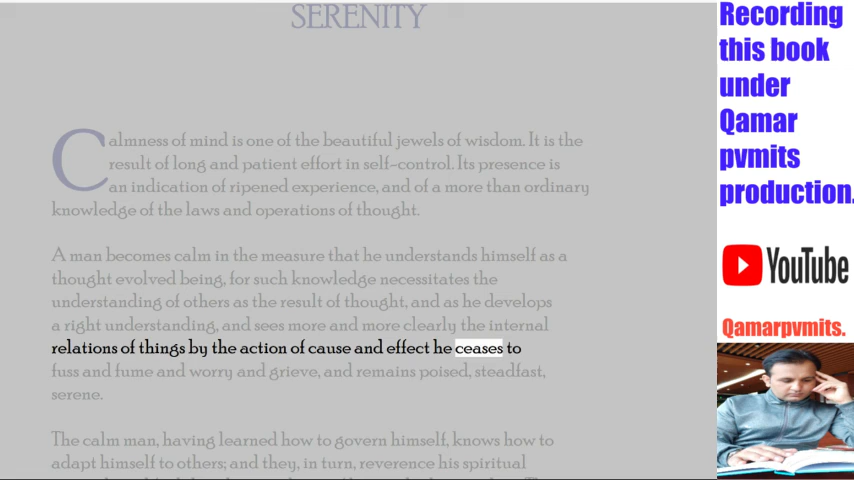 SERENITY
Calmness of mind is one of the beautiful jewels of wisdom. It is the
result of long and patient effort in self-control. Its presence is
an indication of ripened experience, and of a more than ordinary
knowledge of the laws and operations of thought.
A man becomes calm in the measure that he understands himself as a
thought evolved being, for such knowledge necessitates the
understanding of others as the result of thought, and as he develops
a right understanding, and sees more and more clearly the internal
relations of things by the action of cause and effect he ceases to
fuss and fume and worry and grieve, and remains poised, steadfast,
serene.
The calm man, having learned how to govern himself, knows how to
adapt himself to others; and they, in turn, reverence his spiritual
Recording
this book
under
Qamar
pvmits
production.
YouTube
Qamarpvmits.